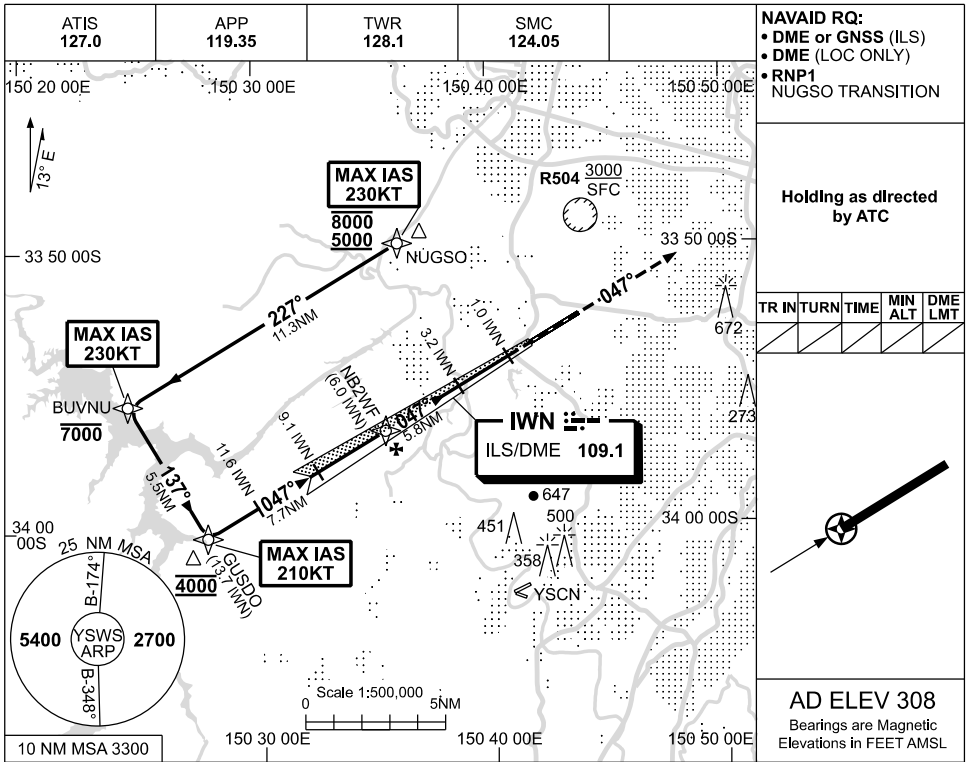 ATIS
127.0
APP
119.35
TWR
128.1
SMC
124.05
NAVAID RQ:
• DME or GNSS (ILS)
• DME (LOC ONLY)
• RNP1
NUGSO TRANSITION
150 20 00E
150 30 00E
150 40 00E
150 50 00E
13° E
MAX IAS
230KT
8000
5000
NUGSO
R504 3000
SFC
Holding as directed
by ATC
33 50 00S
33 50 00S
227°
11.3NM
047°
TR IN
TURN
TIME
MIN
ALT
DME
LMT
672
MAX IAS
230KT
BUVNU
7000
1.0 IWN
3.2 IWN
NB2WF
(6.0 IWN)
047°
5.8NM
273
9.1 IWN
IWN
ILS/DME 109.1
137°
5.5NM
11.6 IWN
047°
7.7NM
647
34 00
00S
451
500
34 00 00S
358
MAX IAS
210KT
GUSDO
(13.7 IWN)
4000
YSCN
25 NM MSA
B-174°
5400
YSWS
ARP
2700
B-348°
Scale 1:500,000
0
5NM
10 NM MSA 3300
150 30 00E
150 40 00E
150 50 00E
AD ELEV 308
Bearings are Magnetic
Elevations in FEET AMSL